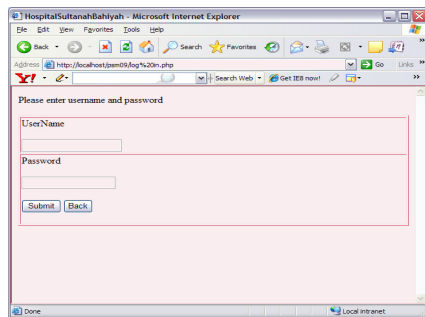 HospitalSultanahBahiyah - Microsoft Internet Explorer
File Edit View Favorites Tools Help
Back Search Favorites
Address http://localhost/psm09/log%20in.php Go Links »
Y! Search Web Get IE8 now! »
Please enter username and password
UserName
Password
Submit Back
Done Local intranet